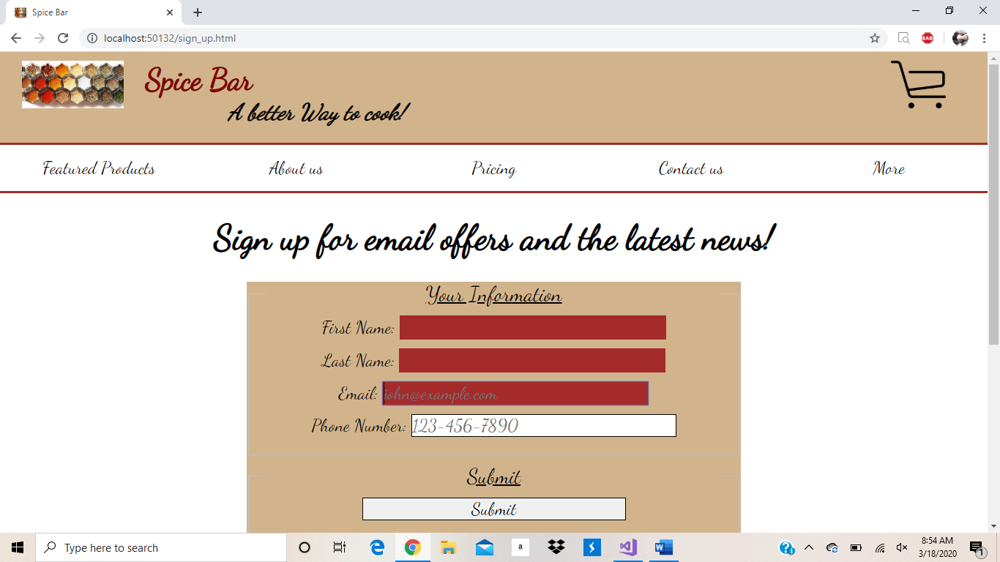 Spice Bar
localhost:50132/sign_up.html
EAB
Spice Bar
A better Way to cook!
Featured Products About us Pricing Contact us More
Sign up for email offers and the latest news!
Your Information
First Name:
Last Name:
Email: john@example.com
Phone Number: 123-456-7890
Submit
Submit
Type here to search
a
8:54 AM
3/18/2020
1